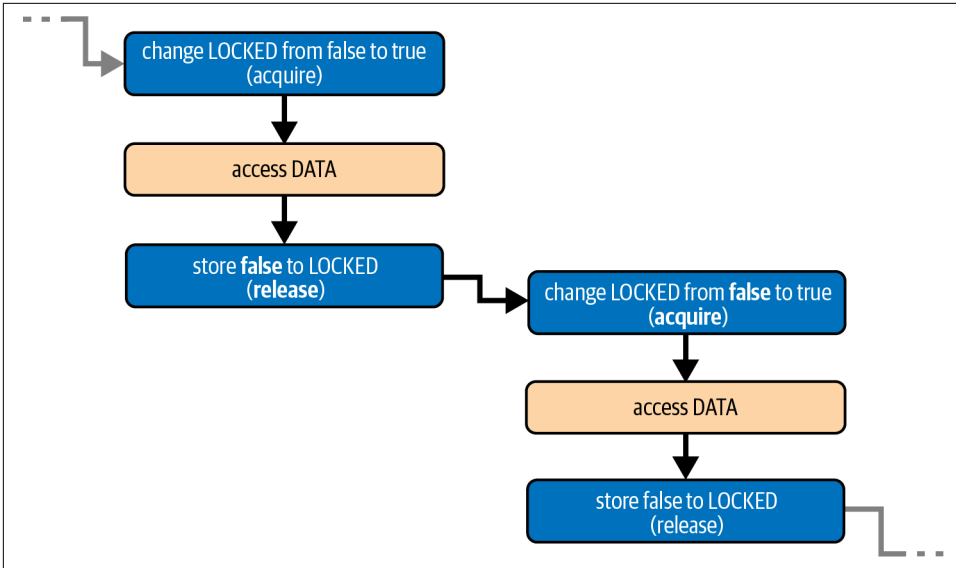 change LOCKED from false to true
(acquire)
access DATA
store false to LOCKED
(release)
change LOCKED from false to true
(acquire)
access DATA
store false to LOCKED
(release)